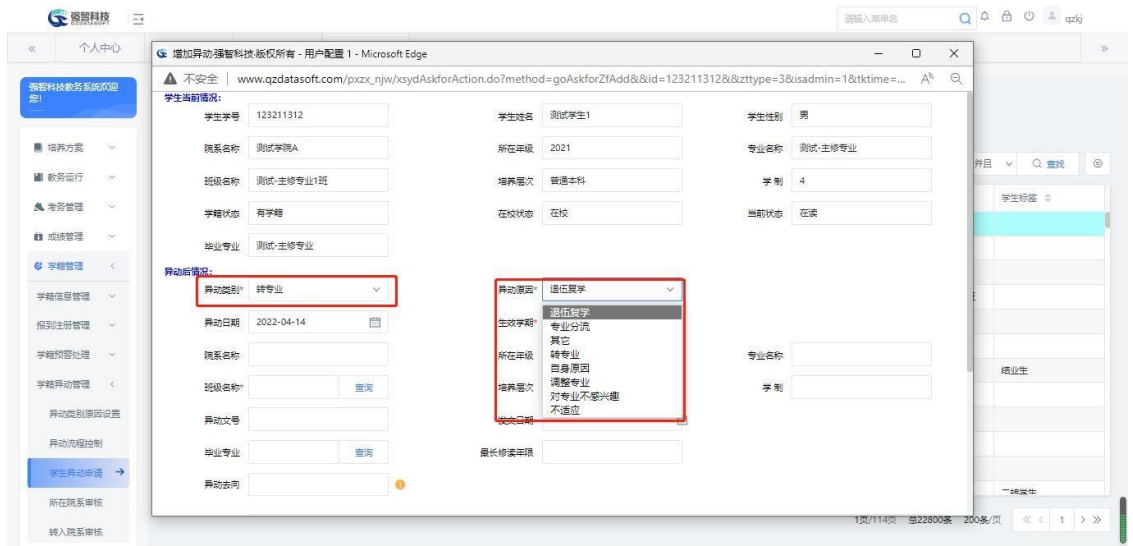 强智科技
QZDATASOFT
请输入菜单名
qzkj
个人中心
强智科技教务系统欢迎您!
培养方案
教务运行
考务管理
成绩管理
学籍管理
学籍信息管理
报到注册管理
学籍预警处理
学籍异动管理
异动类别原因设置
异动流程控制
学生异动申请
所在院系审核
转入院系审核
增加异动-强智科技-版权所有 - 用户配置 1 - Microsoft Edge
不安全 | www.qzdatasoft.com/pxzx_njw/xsydAskforAction.do?method=goAskforZfAdd&&id=123211312&&zttype=3&isadmin=1&tktime=...
学生当前情况:
学生学号 123211312 学生姓名 测试学生1 学生性别 男
院系名称 测试学院A 所在年级 2021 专业名称 测试-主修专业
班级名称 测试-主修专业1班 培养层次 普通本科 学 制 4
学籍状态 有学籍 在校状态 在校 当前状态 在读
毕业专业 测试-主修专业
异动后情况:
异动类别* 转专业 异动原因* 退伍复学
异动日期 2022-04-14 生效学期*
院系名称 所在年级 专业名称
班级名称* 查询 培养层次 学 制
异动文号 发文日期
毕业专业 查询 最长修读年限
异动去向
退伍复学
专业分流
其它
转专业
自身原因
调整专业
对专业不感兴趣
不适应
并且 查找
学生标签
结业生
1页/114页 总22800条 200条/页 1